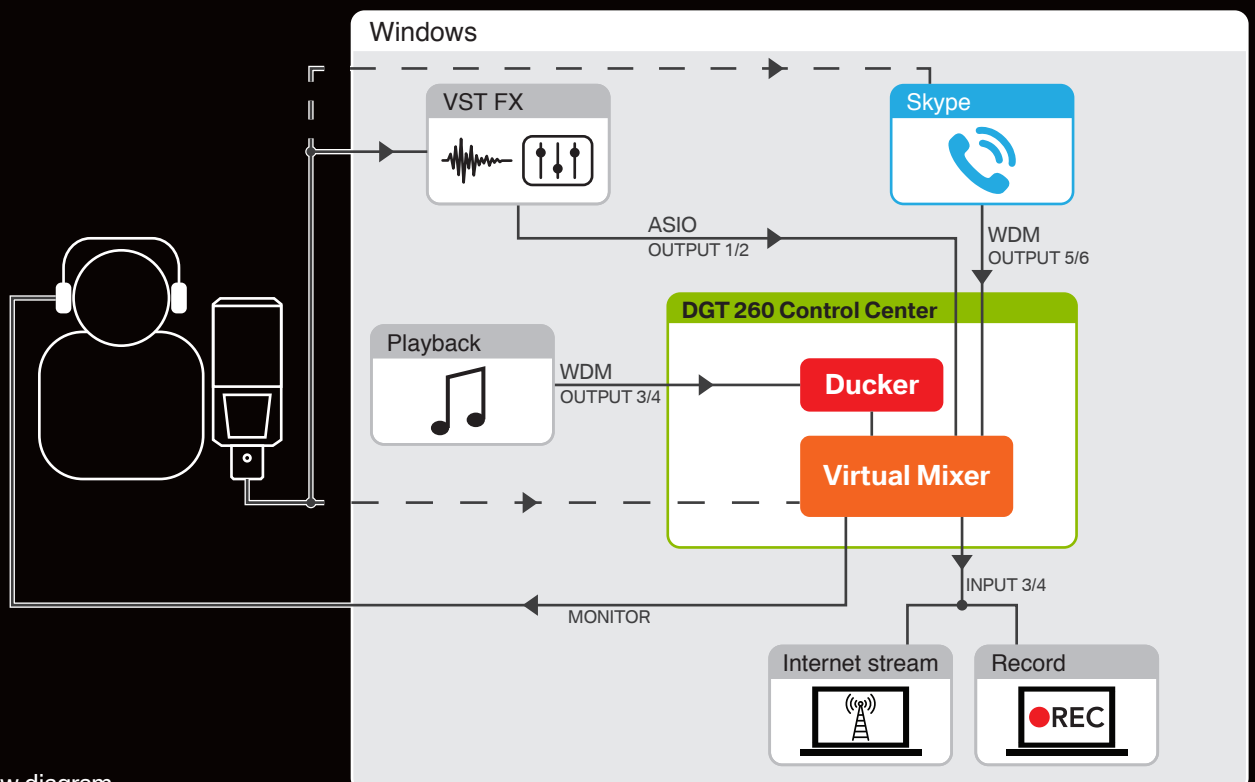 Windows
VST FX
Skype
ASIO
OUTPUT 1/2
WDM
OUTPUT 5/6
DGT 260 Control Center
Playback
WDM
OUTPUT 3/4
Ducker
Virtual Mixer
INPUT 3/4
MONITOR
Internet stream
Record
REC
diagram